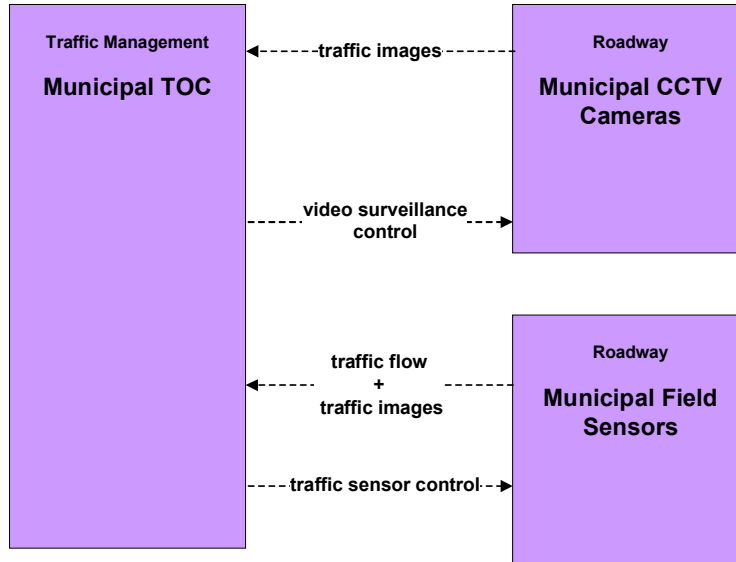 Traffic Management
Municipal TOC
traffic images
Roadway
Municipal CCTV
Cameras
video surveillance
control
traffic flow
+
traffic images
Roadway
Municipal Field
Sensors
traffic sensor control